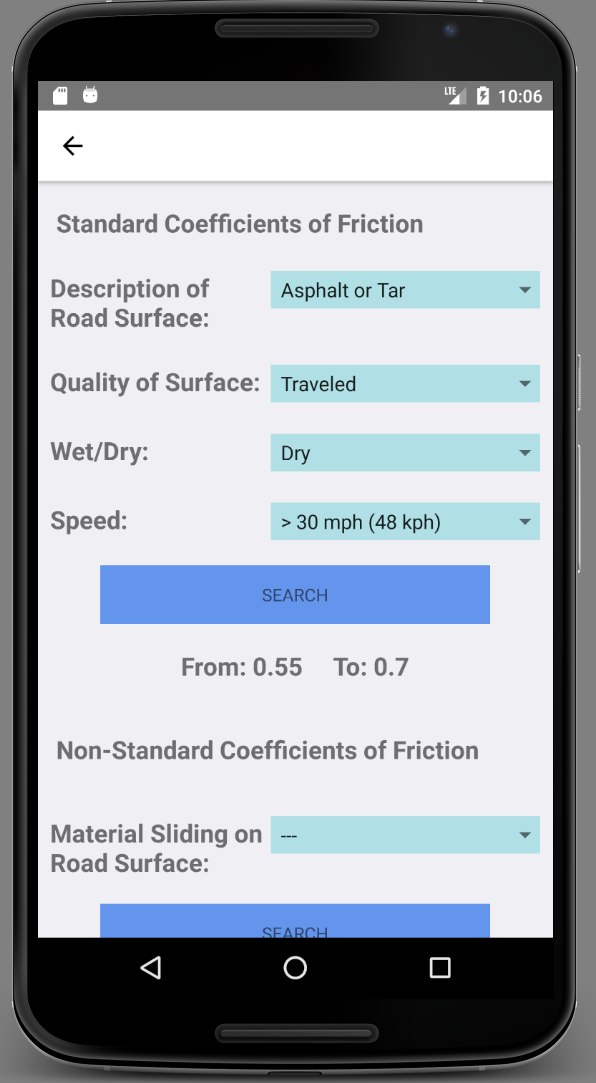 LTE 10:06
Standard Coefficients of Friction
Description of
Road Surface:
Asphalt or Tar
Quality of Surface: Traveled
Wet/Dry: Dry
Speed: > 30 mph (48 kph)
SEARCH
From: 0.55 To: 0.7
Non-Standard Coefficients of Friction
Material Sliding on
Road Surface:
---
SEARCH